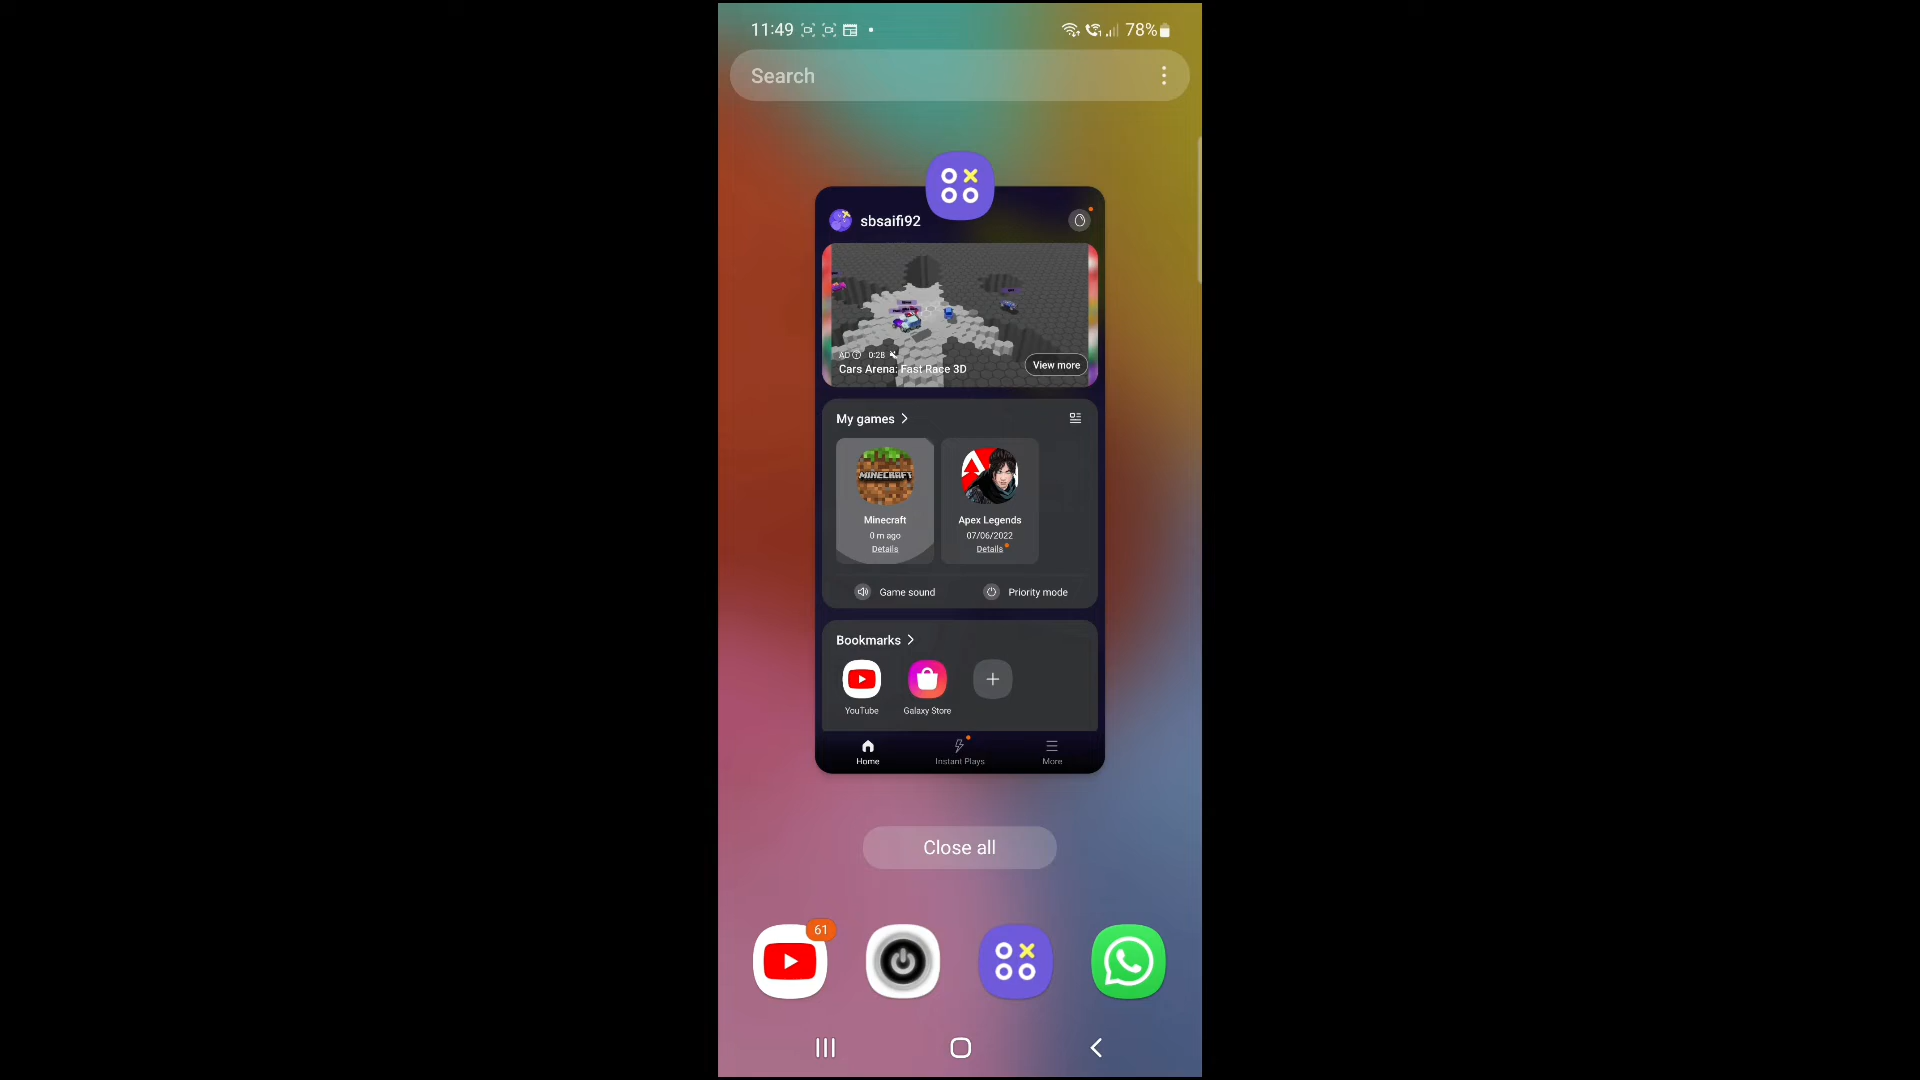 11:49
78%
Search
sbsaifi92
AD 0:28
Cars Arena: Fast Race 3D
View more
My games
MINECRAFT
Minecraft
0 m ago
Details
Apex Legends
07/06/2022
Details
Game sound
Priority mode
Bookmarks
YouTube
Galaxy Store
Home
Instant Plays
More
Close all
61